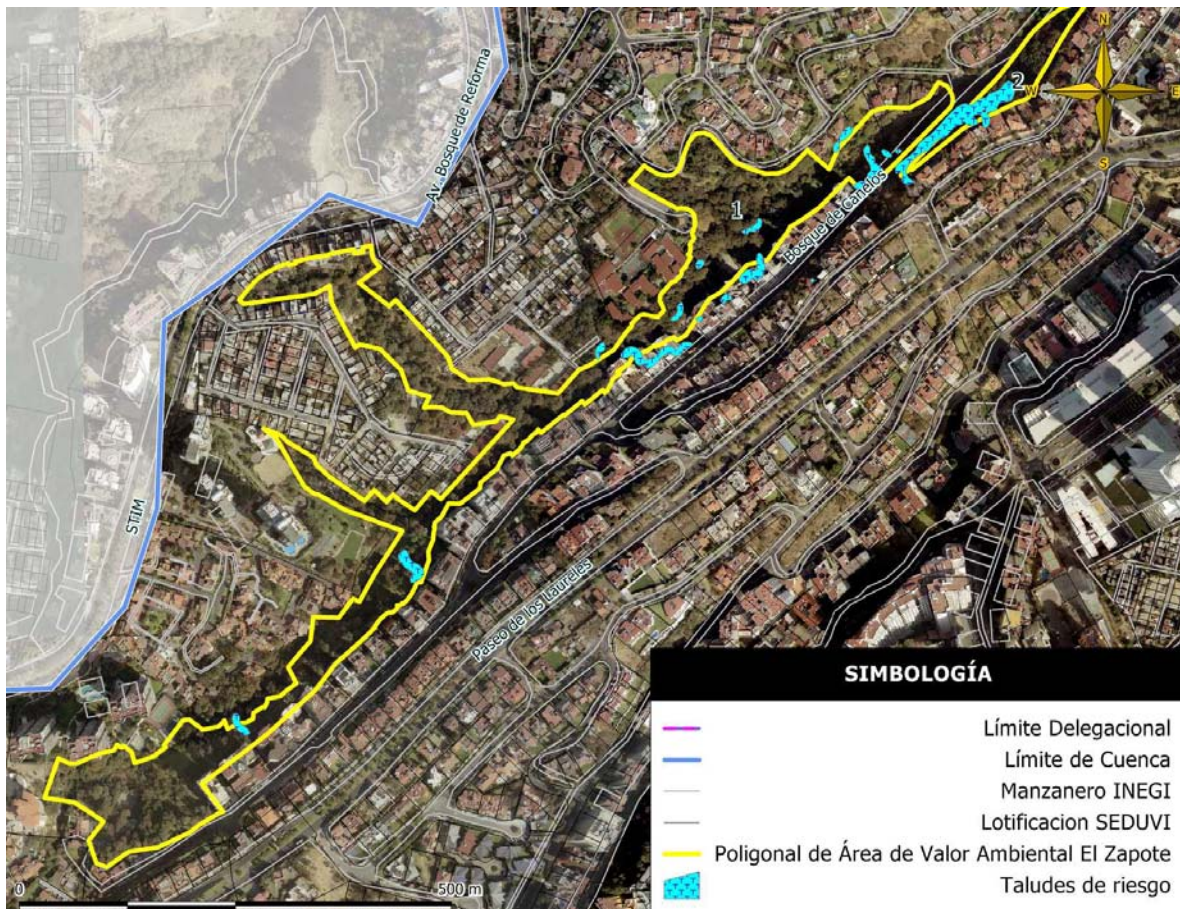 N
W
E
S
2
1
Av. Bosque de Reforma
Bosque de Canelos
STIM
Paseo de los Laureles
SIMBOLOGÍA
Límite Delegacional
Límite de Cuenca
Manzanero INEGI
Lotificacion SEDUVI
Poligonal de Área de Valor Ambiental El Zapote
Taludes de riesgo
0
500 m